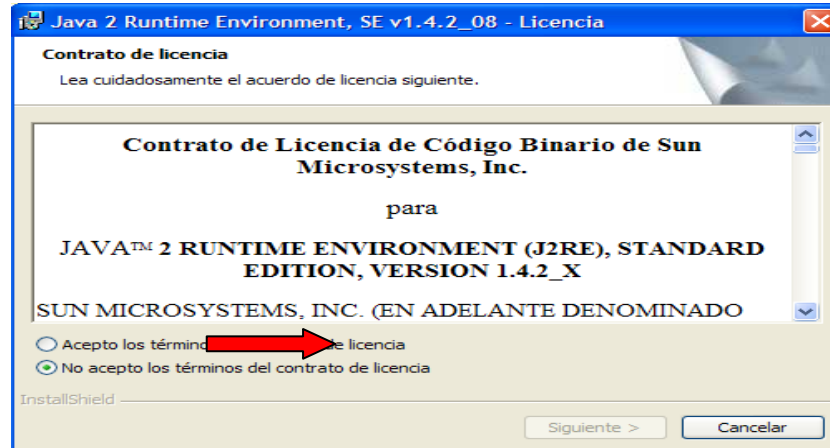 Java 2 Runtime Environment, SE v1.4.2_08 - Licencia
Contrato de licencia
Lea cuidadosamente el acuerdo de licencia siguiente.
Contrato de Licencia de Código Binario de Sun
Microsystems, Inc.
para
JAVA™ 2 RUNTIME ENVIRONMENT (J2RE), STANDARD
EDITION, VERSION 1.4.2_X
SUN MICROSYSTEMS, INC. (EN ADELANTE DENOMINADO
Acepto los de licencia
No acepto los términos del contrato de licencia
InstallShield
Siguiente >
Cancelar